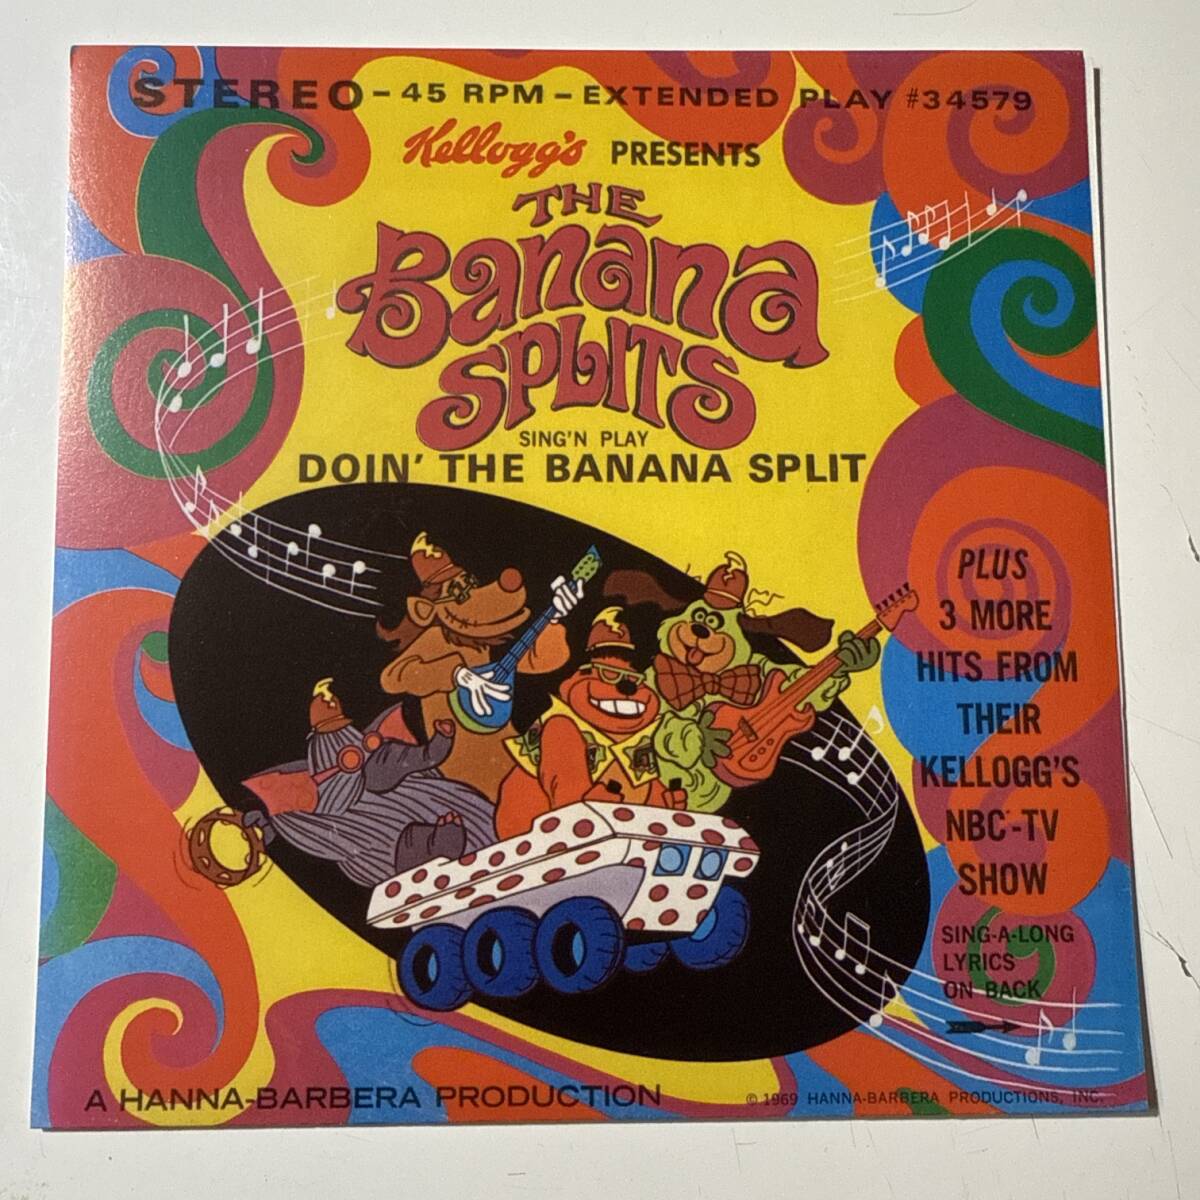 STEREO - 45 RPM - EXTENDED PLAY #34579
Kellogg's PRESENTS
THE
Banana
SPLITS
SING'N PLAY
DOIN' THE BANANA SPLIT
PLUS
3 MORE
HITS FROM
THEIR
KELLOGG'S
NBC-TV
SHOW
SING-A-LONG
LYRICS
ON BACK
A HANNA-BARBERA PRODUCTION
© 1969 HANNA-BARBERA PRODUCTIONS, INC.